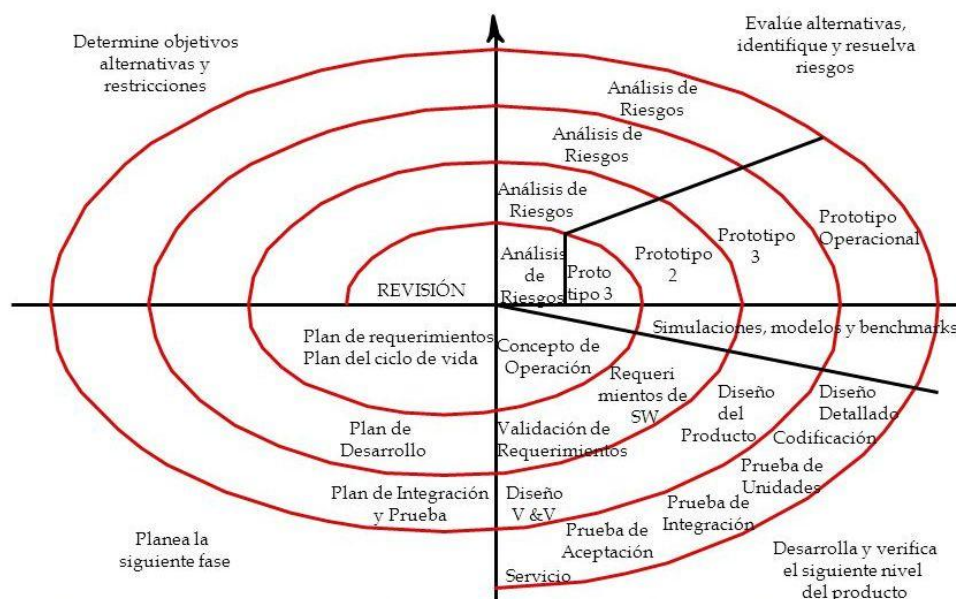 Determine objetivos
alternativas y
restricciones
Evalúe alternativas,
identifique y resuelva
riesgos
Análisis de
Riesgos
Análisis de
Riesgos
Análisis de
Riesgos
Análisis
de
Riesgos
Proto
tipo 3
Prototipo
2
Prototipo
3
Prototipo
Operacional
REVISIÓN
Simulaciones, modelos y benchmarks
Plan de requerimientos
Plan del ciclo de vida
Concepto de
Operación
Requeri
mientos de
SW
Diseño
del
Producto
Diseño
Detallado
Codificación
Plan de
Desarrollo
Validación de
Requerimientos
Prueba de
Unidades
Plan de Integración
y Prueba
Diseño
V &V
Prueba de
Integración
Prueba de
Aceptación
Servicio
Planea la
siguiente fase
Desarrolla y verifica
el siguiente nivel
del producto